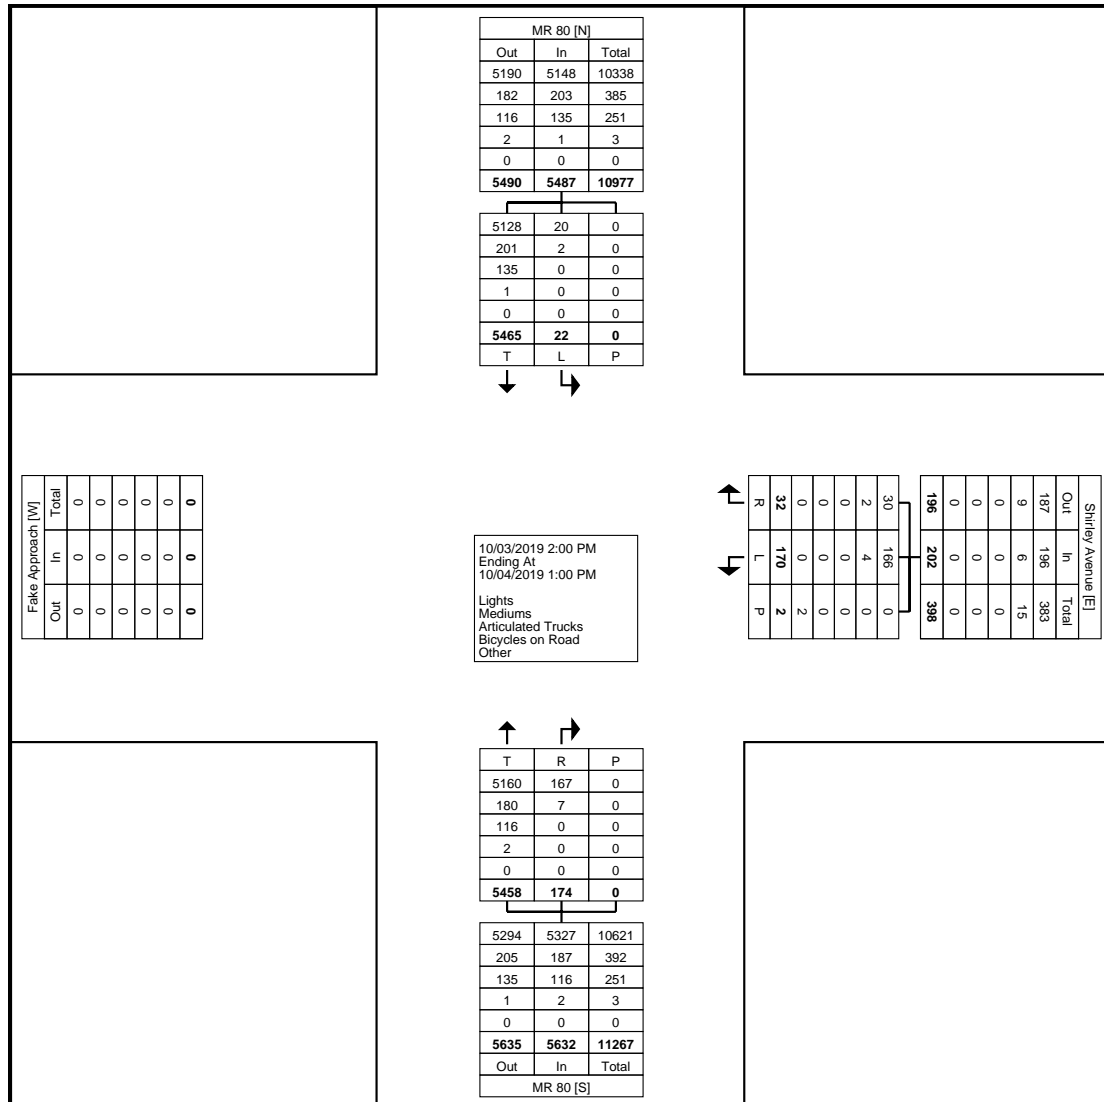 MR 80 [N]
Out In Total
5190 5148 10338
182 203 385
116 135 251
2 1 3
0 0 0
5490 5487 10977
5128 20 0
201 2 0
135 0 0
1 0 0
0 0 0
5465 22 0
T L P
Fake Approach [W]
Total In Out
0 0 0
0 0 0
0 0 0
0 0 0
0 0 0
0 0 0
10/03/2019 2:00 PM
Ending At
10/04/2019 1:00 PM
Lights
Mediums
Articulated Trucks
Bicycles on Road
Other
Shirley Avenue [E]
Out In Total
187 196 383
9 6 15
0 0 0
0 0 0
0 0 0
196 202 398
30 166 0
2 4 0
0 0 0
0 0 0
0 0 2
32 170 2
R L P
T R P
5160 167 0
180 7 0
116 0 0
2 0 0
0 0 0
5458 174 0
5294 5327 10621
205 187 392
135 116 251
1 2 3
0 0 0
5635 5632 11267
Out In Total
MR 80 [S]